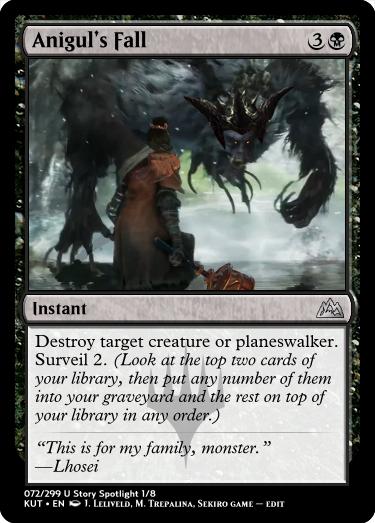 Anigul's Fall 3
Instant
Destroy target creature or planeswalker.
Surveil 2. (Look at the top two cards of
your library, then put any number of them
into your graveyard and the rest on top of
your library in any order.)
“This is for my family, monster.”
—Lhosei
072/299 U Story Spotlight 1/8
KUT • EN J. Leliveld, M. Trepalina, Sekiro game — edit